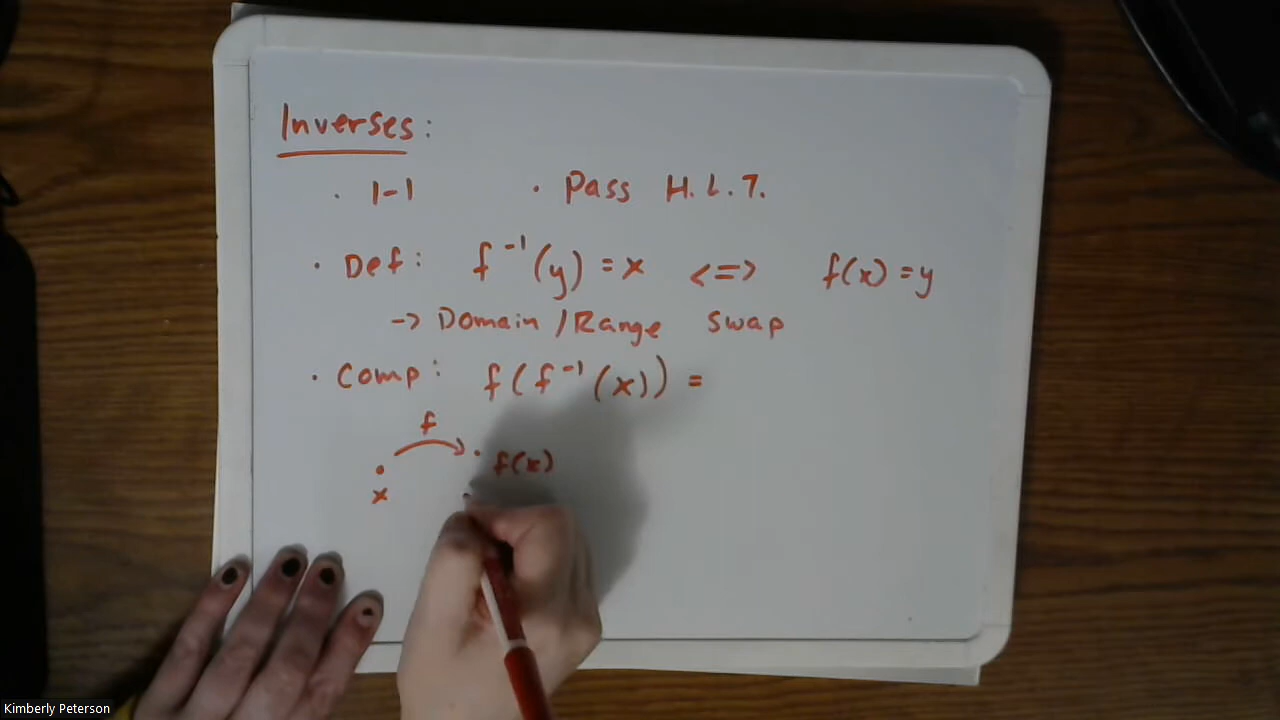 Inverses:
· 1-1 · Pass H.L.T.
· Def: f⁻¹(y) = x <=> f(x) = y
-> Domain / Range Swap
· Comp: f(f⁻¹(x)) =
f
· f(x)
x
Kimberly Peterson